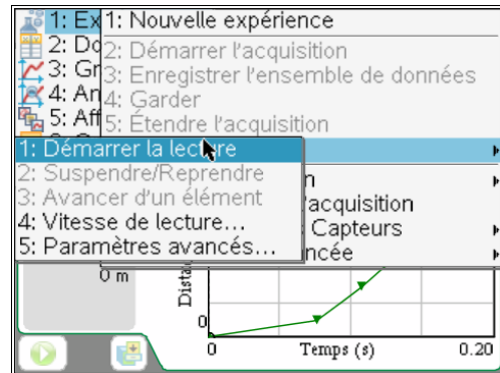 1: Ex
2: Do
3: Gr
4: An
5: Aff
1: Nouvelle expérience
2: Démarrer l'acquisition
3: Enregistrer l'ensemble de données
4: Garder
5: Étendre l'acquisition
1: Démarrer la lecture
2: Suspendre/Reprendre
3: Avancer d'un élément
4: Vitesse de lecture...
5: Paramètres avancés...
n
'acquisition
Capteurs
ncée
0 m
Dista
0
0
Temps (s)
0.20